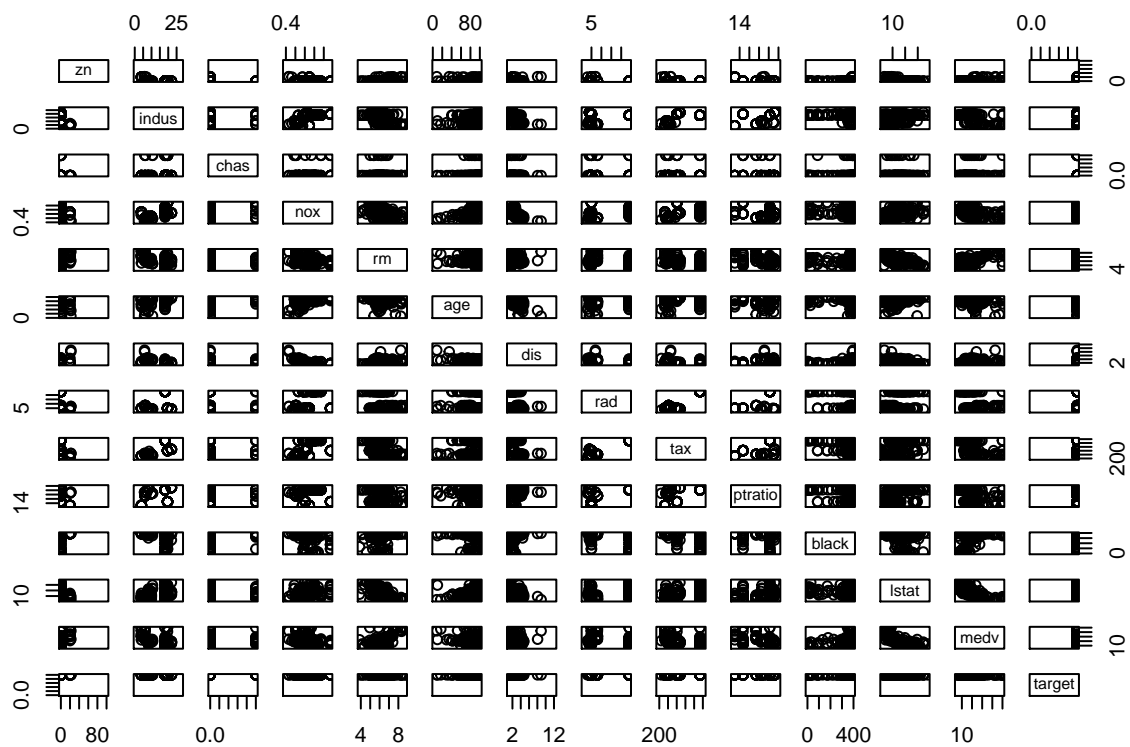 0 25 0.4 0 80 5 14 10 0.0
zn 0
0 indus
chas 0.0
0.4 nox
rm 4
0 age
dis 2
5 rad
tax 200
14 ptratio
black 0
10 lstat
medv 10
0.0 target
0 80 0.0 4 8 2 12 200 0 400 10